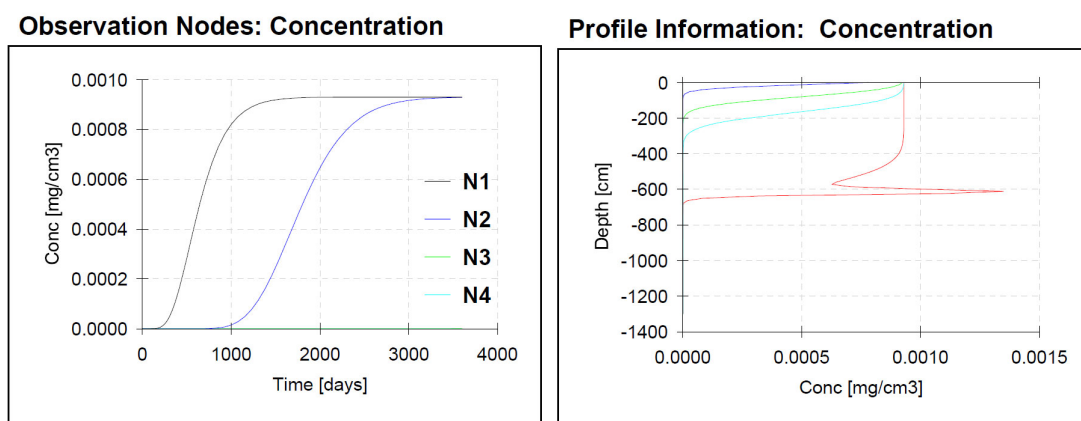 Observation Nodes: Concentration
0.0010
0.0008
0.0006
0.0004
0.0002
0.0000
Conc [mg/cm3]
N1
N2
N3
N4
0 1000 2000 3000 4000
Time [days]
Profile Information:  Concentration
0
-200
-400
-600
-800
-1000
-1200
-1400
Depth [cm]
0.0000 0.0005 0.0010 0.0015
Conc [mg/cm3]